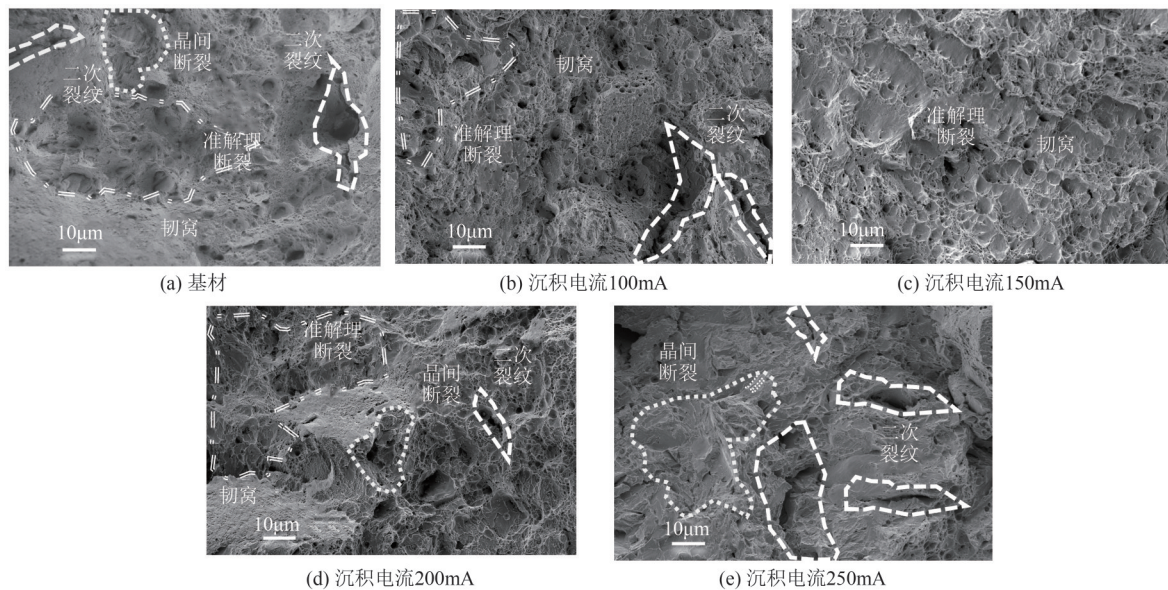 晶间
断裂
二次
裂纹
二次
裂纹
准解理
断裂
韧窝
10μm
(a) 基材
韧窝
准解理
断裂
二次
裂纹
10μm
(b) 沉积电流100mA
准解理
断裂
韧窝
10μm
(c) 沉积电流150mA
准解理
断裂
二次
裂纹
晶间
断裂
韧窝
10μm
(d) 沉积电流200mA
晶间
断裂
二次
裂纹
10μm
(e) 沉积电流250mA